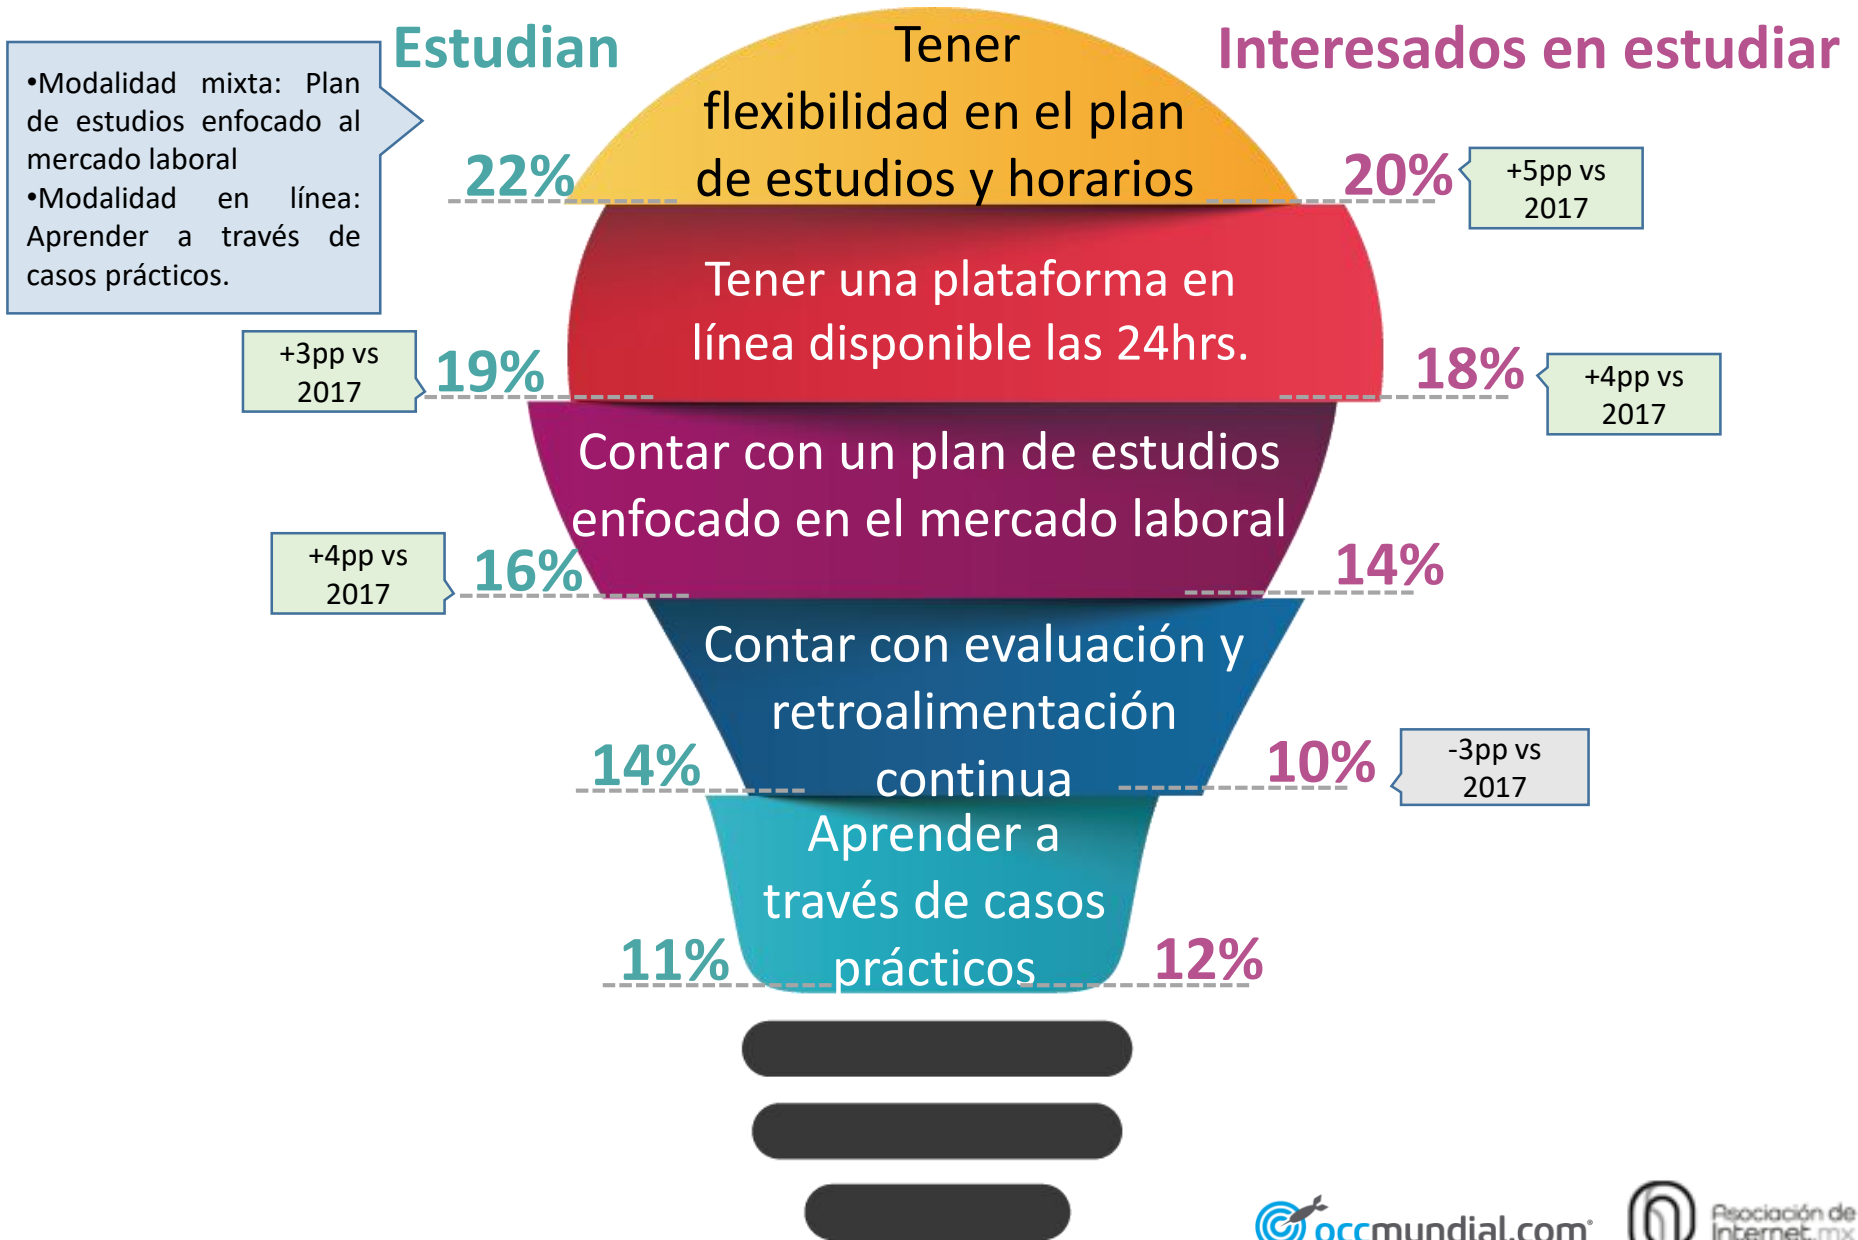 Estudian
Interesados en estudiar
•Modalidad mixta: Plan
de estudios enfocado al
mercado laboral
•Modalidad en línea:
Aprender a través de
casos prácticos.
Tener
flexibilidad en el plan
de estudios y horarios
22%
20%
+5pp vs
2017
Tener una plataforma en
línea disponible las 24hrs.
+3pp vs
2017
19%
18%
+4pp vs
2017
Contar con un plan de estudios
enfocado en el mercado laboral
+4pp vs
2017
16%
14%
Contar con evaluación y
retroalimentación
continua
14%
10%
-3pp vs
2017
Aprender a
través de casos
prácticos
11%
12%
occmundial.com
Asociación de
Internet.mx